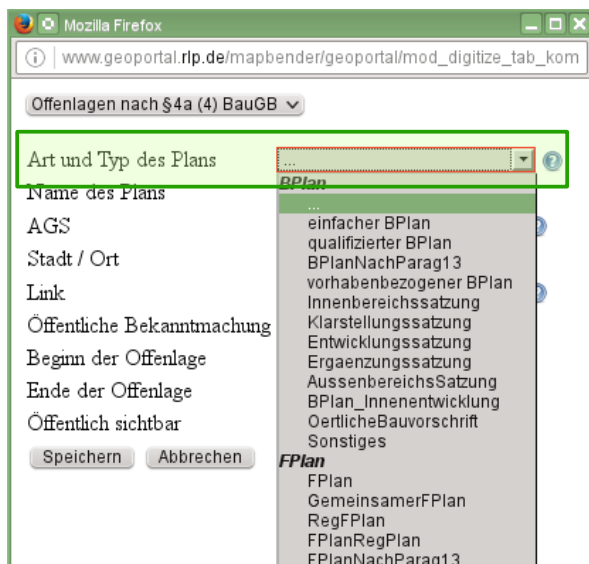 Mozilla Firefox
www.geoportal.rlp.de/mapbender/geoportal/mod_digitize_tab_kom
Offenlagen nach §4a (4) BauGB
Art und Typ des Plans ...
Name des Plans
AGS
Stadt / Ort
Link
Öffentliche Bekanntmachung
Beginn der Offenlage
Ende der Offenlage
Öffentlich sichtbar
Speichern Abbrechen
BPlan
...
einfacher BPlan
qualifizierter BPlan
BPlanNachParag13
vorhabenbezogener BPlan
Innenbereichssatzung
Klarstellungssatzung
Entwicklungssatzung
Ergaenzungssatzung
AussenbereichsSatzung
BPlan_Innenentwicklung
OertlicheBauvorschrift
Sonstiges
FPlan
FPlan
GemeinsamerFPlan
RegFPlan
FPlanRegPlan
FPlanNachParag13